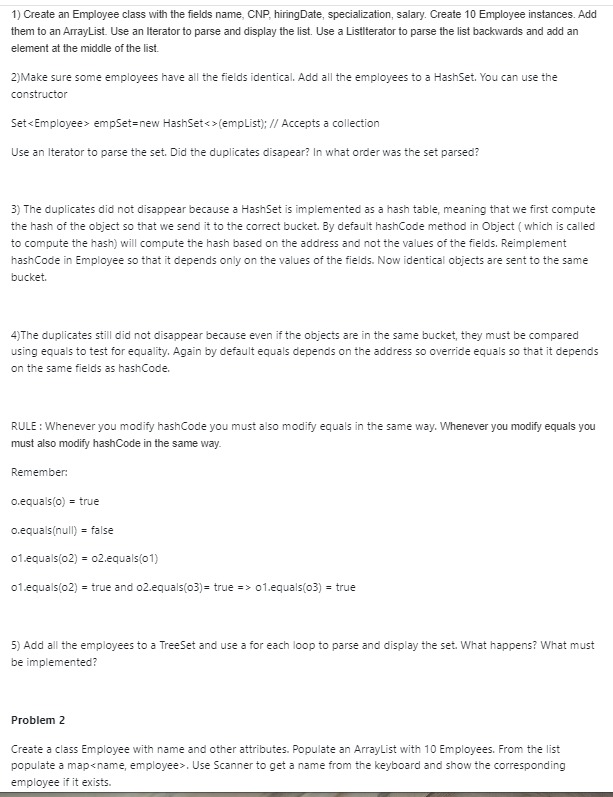 1) Create an Employee class with the fields name, CNP, hiringDate, specialization, salary. Create 10 Employee instances. Add
them to an ArrayList. Use an Iterator to parse and display the list. Use a ListIterator to parse the list backwards and add an
element at the middle of the list.
2)Make sure some employees have all the fields identical. Add all the employees to a HashSet. You can use the
constructor
Set<Employee> empSet=new HashSet<>(empList); // Accepts a collection
Use an Iterator to parse the set. Did the duplicates disapear? In what order was the set parsed?
3) The duplicates did not disappear because a HashSet is implemented as a hash table, meaning that we first compute
the hash of the object so that we send it to the correct bucket. By default hashCode method in Object ( which is called
to compute the hash) will compute the hash based on the address and not the values of the fields. Reimplement
hashCode in Employee so that it depends only on the values of the fields. Now identical objects are sent to the same
bucket.
4)The duplicates still did not disappear because even if the objects are in the same bucket, they must be compared
using equals to test for equality. Again by default equals depends on the address so override equals so that it depends
on the same fields as hashCode.
RULE : Whenever you modify hashCode you must also modify equals in the same way. Whenever you modify equals you
must also modify hashCode in the same way.
Remember:
o.equals(o) = true
o.equals(null) = false
o1.equals(o2) = o2.equals(o1)
o1.equals(o2) = true and o2.equals(o3)= true => o1.equals(o3) = true
5) Add all the employees to a TreeSet and use a for each loop to parse and display the set. What happens? What must
be implemented?
Problem 2
Create a class Employee with name and other attributes. Populate an ArrayList with 10 Employees. From the list
populate a map<name, employee>. Use Scanner to get a name from the keyboard and show the corresponding
employee if it exists.